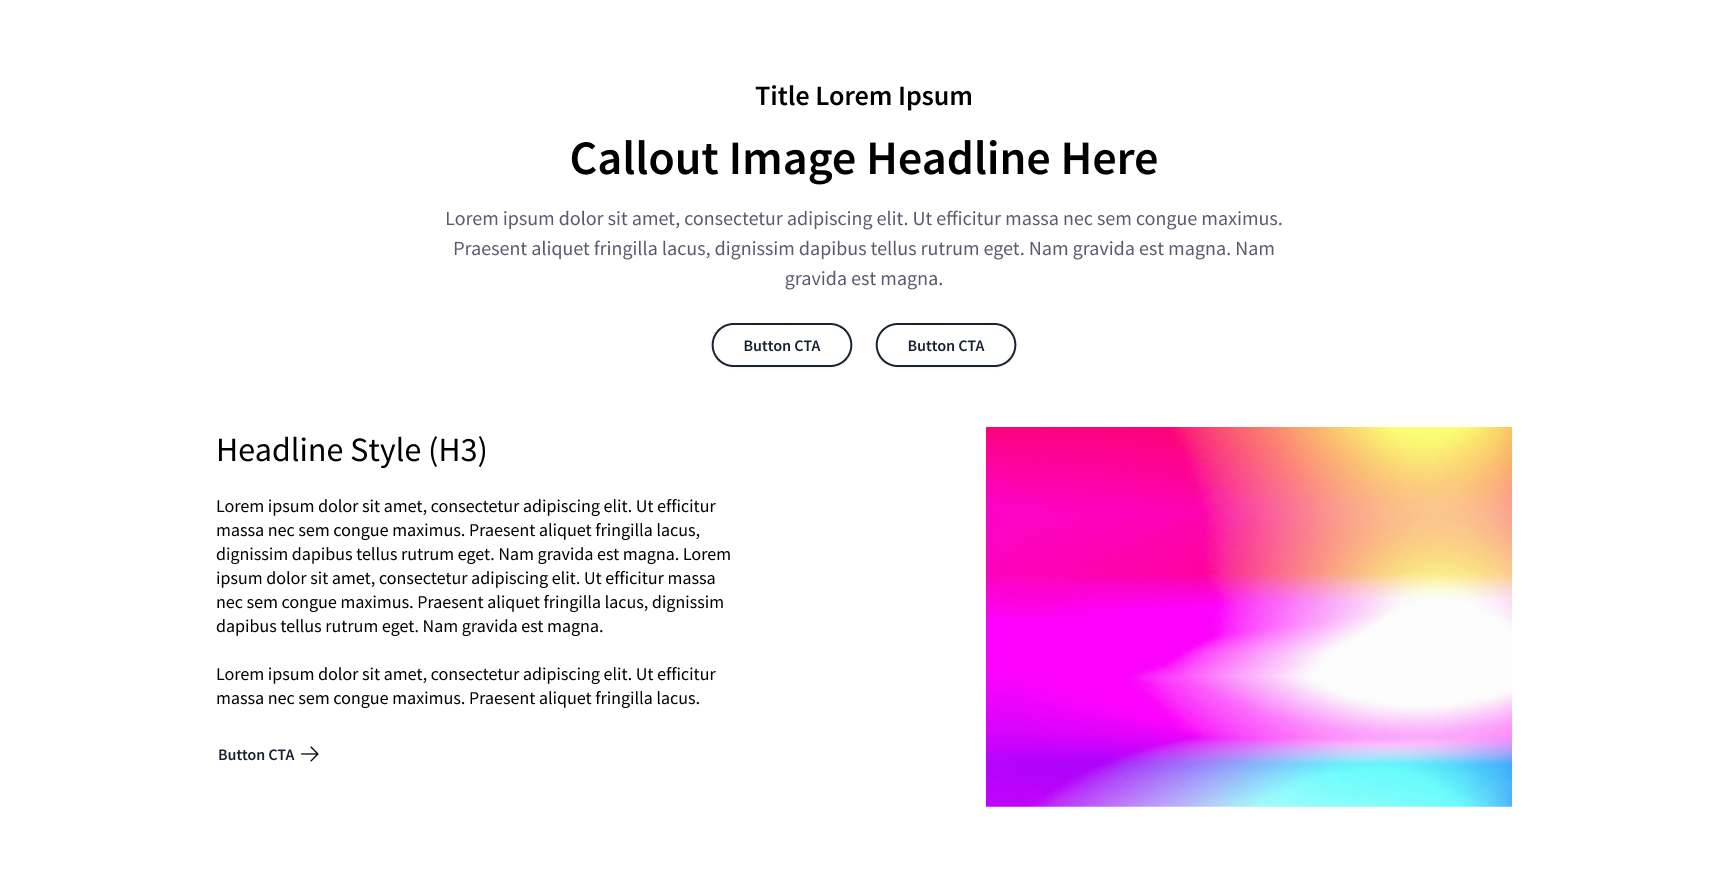 Title Lorem Ipsum
Callout Image Headline Here
Lorem ipsum dolor sit amet, consectetur adipiscing elit. Ut efficitur massa nec sem congue maximus.
Praesent aliquet fringilla lacus, dignissim dapibus tellus rutrum eget. Nam gravida est magna. Nam
gravida est magna.
Button CTA
Button CTA
Headline Style (H3)
Lorem ipsum dolor sit amet, consectetur adipiscing elit. Ut efficitur
massa nec sem congue maximus. Praesent aliquet fringilla lacus,
dignissim dapibus tellus rutrum eget. Nam gravida est magna. Lorem
ipsum dolor sit amet, consectetur adipiscing elit. Ut efficitur massa
nec sem congue maximus. Praesent aliquet fringilla lacus, dignissim
dapibus tellus rutrum eget. Nam gravida est magna.
Lorem ipsum dolor sit amet, consectetur adipiscing elit. Ut efficitur
massa nec sem congue maximus. Praesent aliquet fringilla lacus.
Button CTA